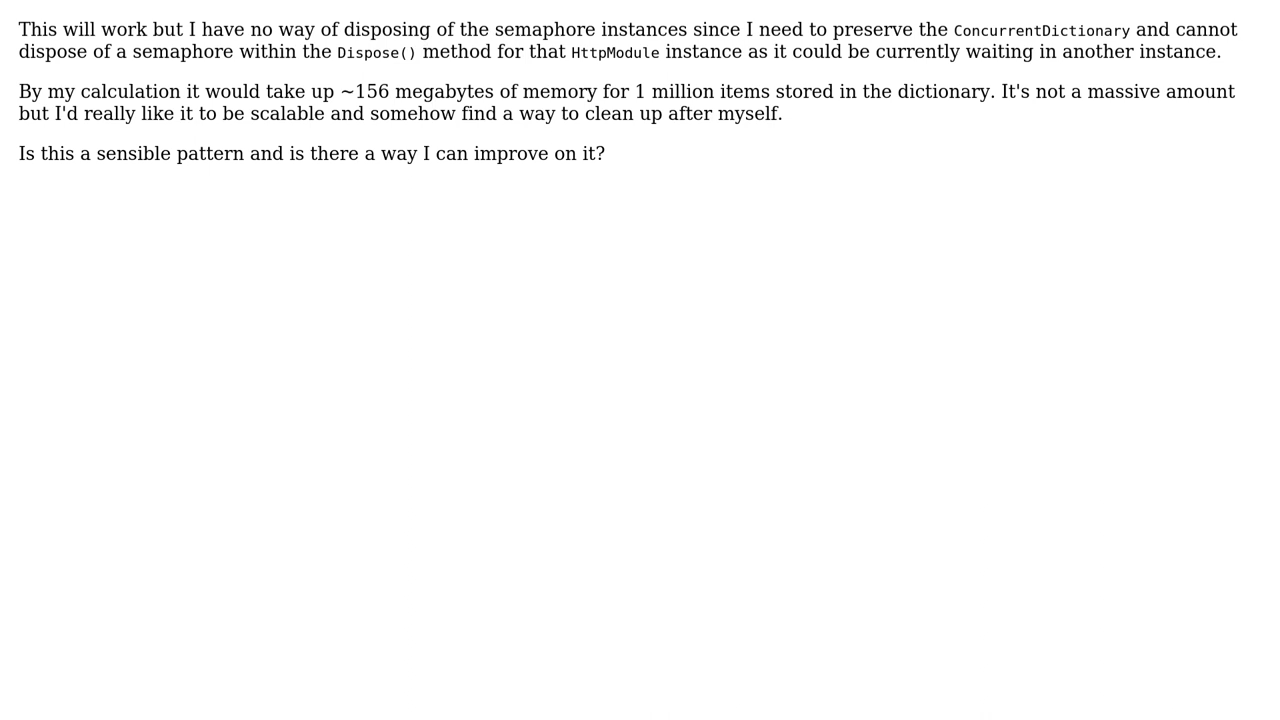 This will work but I have no way of disposing of the semaphore instances since I need to preserve the ConcurrentDictionary and cannot
dispose of a semaphore within the Dispose() method for that HttpModule instance as it could be currently waiting in another instance.
By my calculation it would take up ~156 megabytes of memory for 1 million items stored in the dictionary. It's not a massive amount
but I'd really like it to be scalable and somehow find a way to clean up after myself.
Is this a sensible pattern and is there a way I can improve on it?